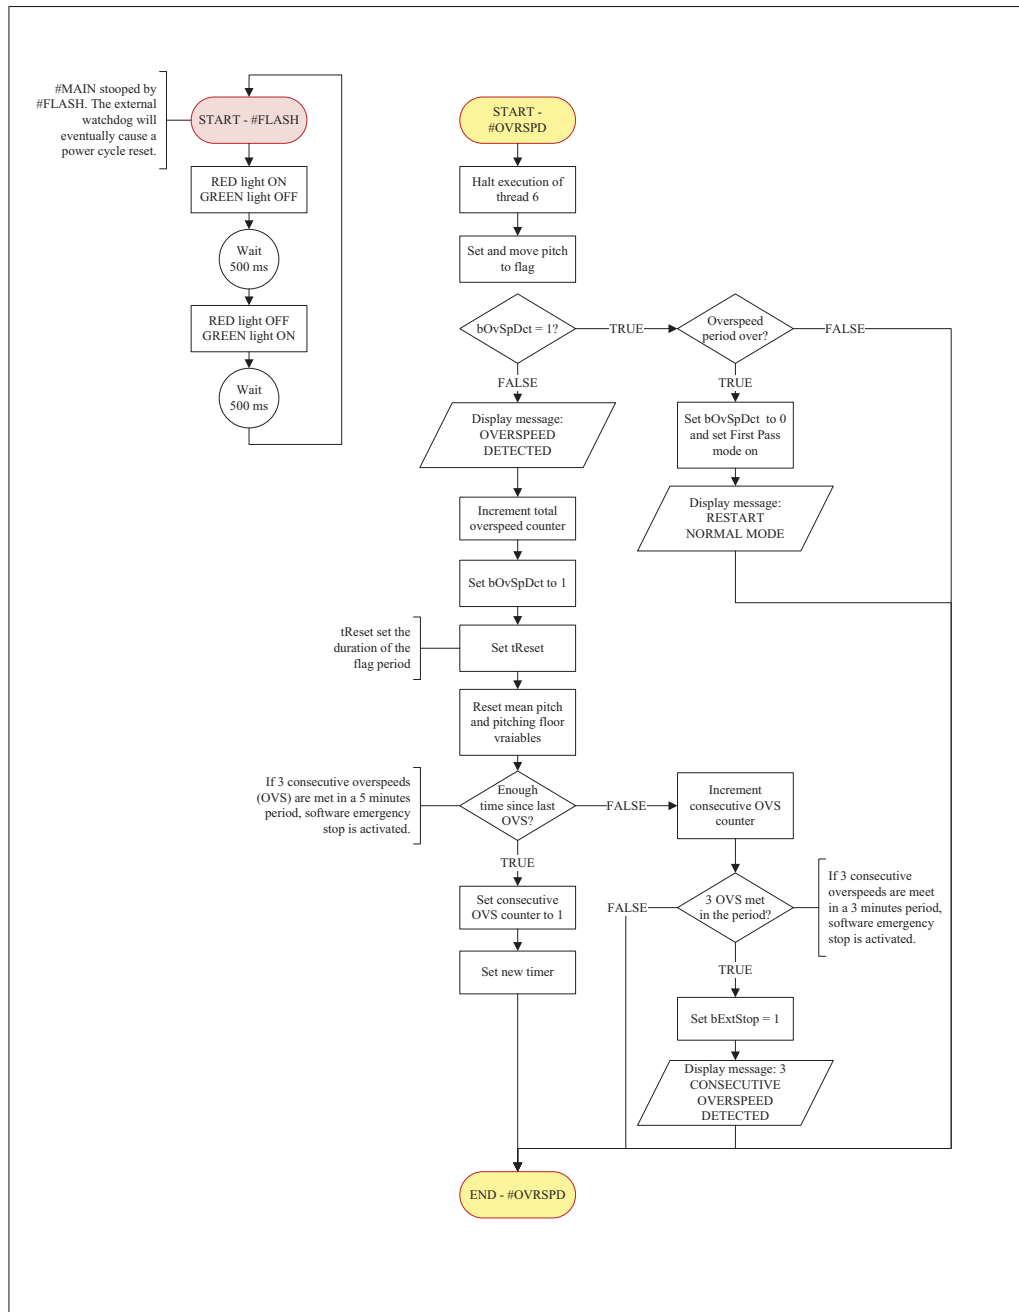 #MAIN stooped by
#FLASH. The external
watchdog will
eventually cause a
power cycle reset.
START - #FLASH
RED light ON
GREEN light OFF
Wait
500 ms
RED light OFF
GREEN light ON
Wait
500 ms
START -
#OVRSPD
Halt execution of
thread 6
Set and move pitch
to flag
bOvSpDct = 1?
TRUE
Overspeed
period over?
FALSE
FALSE
TRUE
Display message:
OVERSPEED
DETECTED
Set bOvSpDct to 0
and set First Pass
mode on
Display message:
RESTART
NORMAL MODE
Increment total
overspeed counter
Set bOvSpDct to 1
tReset set the
duration of the
flag period
Set tReset
Reset mean pitch
and pitching floor
vraiables
If 3 consecutive overspeeds
(OVS) are met in a 5 minutes
period, software emergency
stop is activated.
Enough
time since last
OVS?
FALSE
Increment
consecutive OVS
counter
TRUE
Set consecutive
OVS counter to 1
Set new timer
FALSE
3 OVS met
in the period?
If 3 consecutive
overspeeds are meet
in a 3 minutes period,
software emergency
stop is activated.
TRUE
Set bExtStop = 1
Display message: 3
CONSECUTIVE
OVERSPEED
DETECTED
END - #OVRSPD